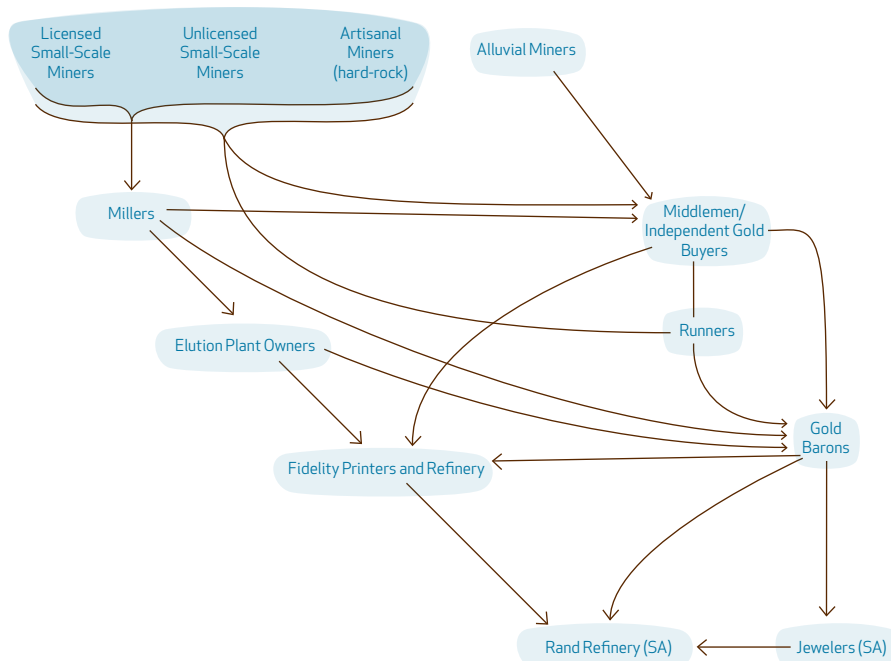 Licensed
Small-Scale
Miners
Unlicensed
Small-Scale
Miners
Artisanal
Miners
(hard-rock)
Alluvial Miners
Millers
Middlemen/
Independent Gold
Buyers
Runners
Elution Plant Owners
Gold
Barons
Fidelity Printers and Refinery
Rand Refinery (SA)
Jewelers (SA)